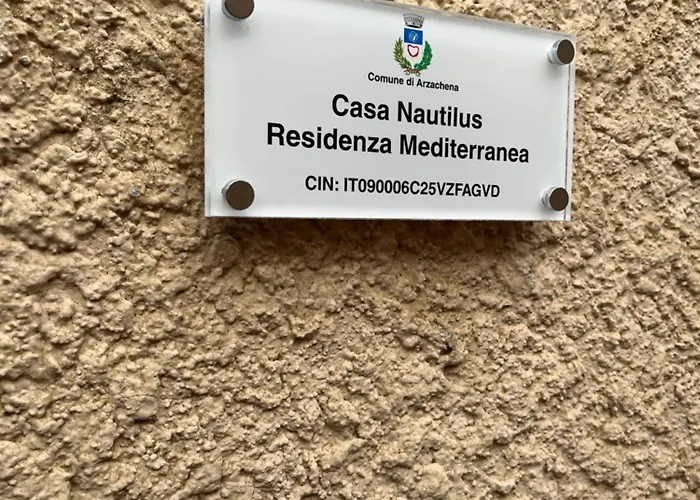 Comune di Arzachena
Casa Nautilus
Residenza Mediterranea
CIN: IT090006C25VZFAGVD